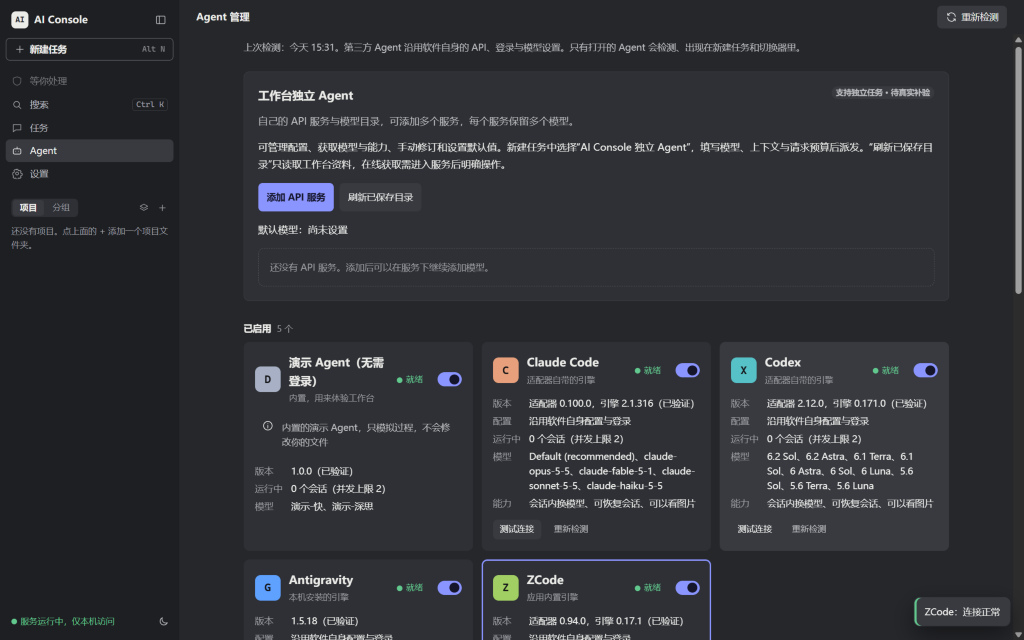 AI AI Console
新建任务 Alt N
等你处理
搜索 Ctrl K
任务
Agent
设置
项目 分组
还没有项目。点上面的 + 添加一个项目文
件夹。
服务运行中，仅本机访问
Agent 管理
重新检测
上次检测：今天 15:31。第三方 Agent 沿用软件自身的 API、登录与模型设置。只有打开的 Agent 会检测、出现在新建任务和切换器里。
工作台独立 Agent
支持独立任务 · 待真实补验
自己的 API 服务与模型目录，可添加多个服务，每个服务保留多个模型。
可管理配置、获取模型与能力、手动修订和设置默认值。新建任务中选择“AI Console 独立 Agent”，填写模型、上下文与请求预算后派发。“刷新已保存目
录”只读取工作台资料，在线获取需进入服务后明确操作。
添加 API 服务 刷新已保存目录
默认模型：尚未设置
还没有 API 服务。添加后可以在服务下继续添加模型。
已启用 5 个
D
演示 Agent（无需
登录）
内置，用来体验工作台
就绪
内置的演示 Agent，只模拟过程，不会修
改你的文件
版本 1.0.0（已验证）
运行中 0 个会话（并发上限 2）
模型 演示-快、演示-深思
C
Claude Code
适配器自带的引擎
就绪
版本 适配器 0.100.0，引擎 2.1.316（已验证）
配置 沿用软件自身配置与登录
运行中 0 个会话（并发上限 2）
模型 Default (recommended)、claude-
opus-5-5、claude-fable-5-1、claude-
sonnet-5-5、claude-haiku-5-5
能力 会话内换模型、可恢复会话、可以看图片
测试连接 重新检测
X
Codex
适配器自带的引擎
就绪
版本 适配器 2.12.0，引擎 0.171.0（已验证）
配置 沿用软件自身配置与登录
运行中 0 个会话（并发上限 2）
模型 6.2 Sol、6.2 Astra、6.1 Terra、6.1
Sol、6 Astra、6 Sol、6 Luna、5.6
Sol、5.6 Terra、5.6 Luna
能力 会话内换模型、可恢复会话、可以看图片
测试连接 重新检测
G
Antigravity
本机安装的引擎
就绪
版本 1.5.18（已验证）
配置 沿用软件自身配置与登录
Z
ZCode
应用内置引擎
就绪
版本 适配器 0.94.0，引擎 0.17.1（已验证）
配置 沿用软件自身配置与登录
ZCode：连接正常